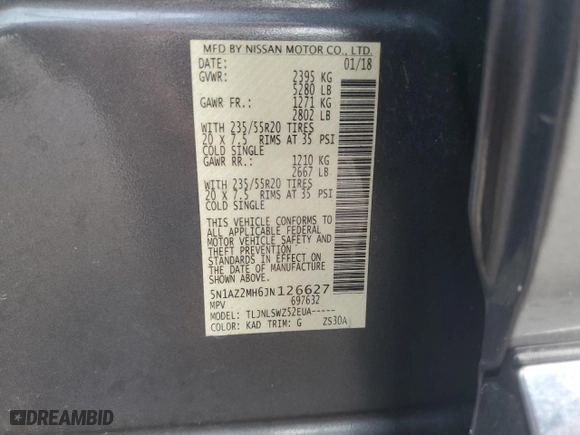 MFD BY NISSAN MOTOR CO., LTD.
DATE: 01/18
GVWR: 2395 KG
5280 LB
GAWR FR.: 1271 KG
2802 LB
WITH 235/55R20 TIRES
20 X 7.5 RIMS AT 35 PSI
COLD SINGLE
GAWR RR.: 1210 KG
2667 LB
WITH 235/55R20 TIRES
20 X 7.5 RIMS AT 35 PSI
COLD SINGLE
THIS VEHICLE CONFORMS TO
ALL APPLICABLE FEDERAL
MOTOR VEHICLE SAFETY AND
THEFT PREVENTION
STANDARDS IN EFFECT ON
THE DATE OF MANUFACTURE
SHOWN ABOVE.
5N1AZ2MH6JN126627
MPV 697632
MODEL: TLJNLSWZ52EUA-----
COLOR: KAD TRIM: G ZS30A
DREAMBID